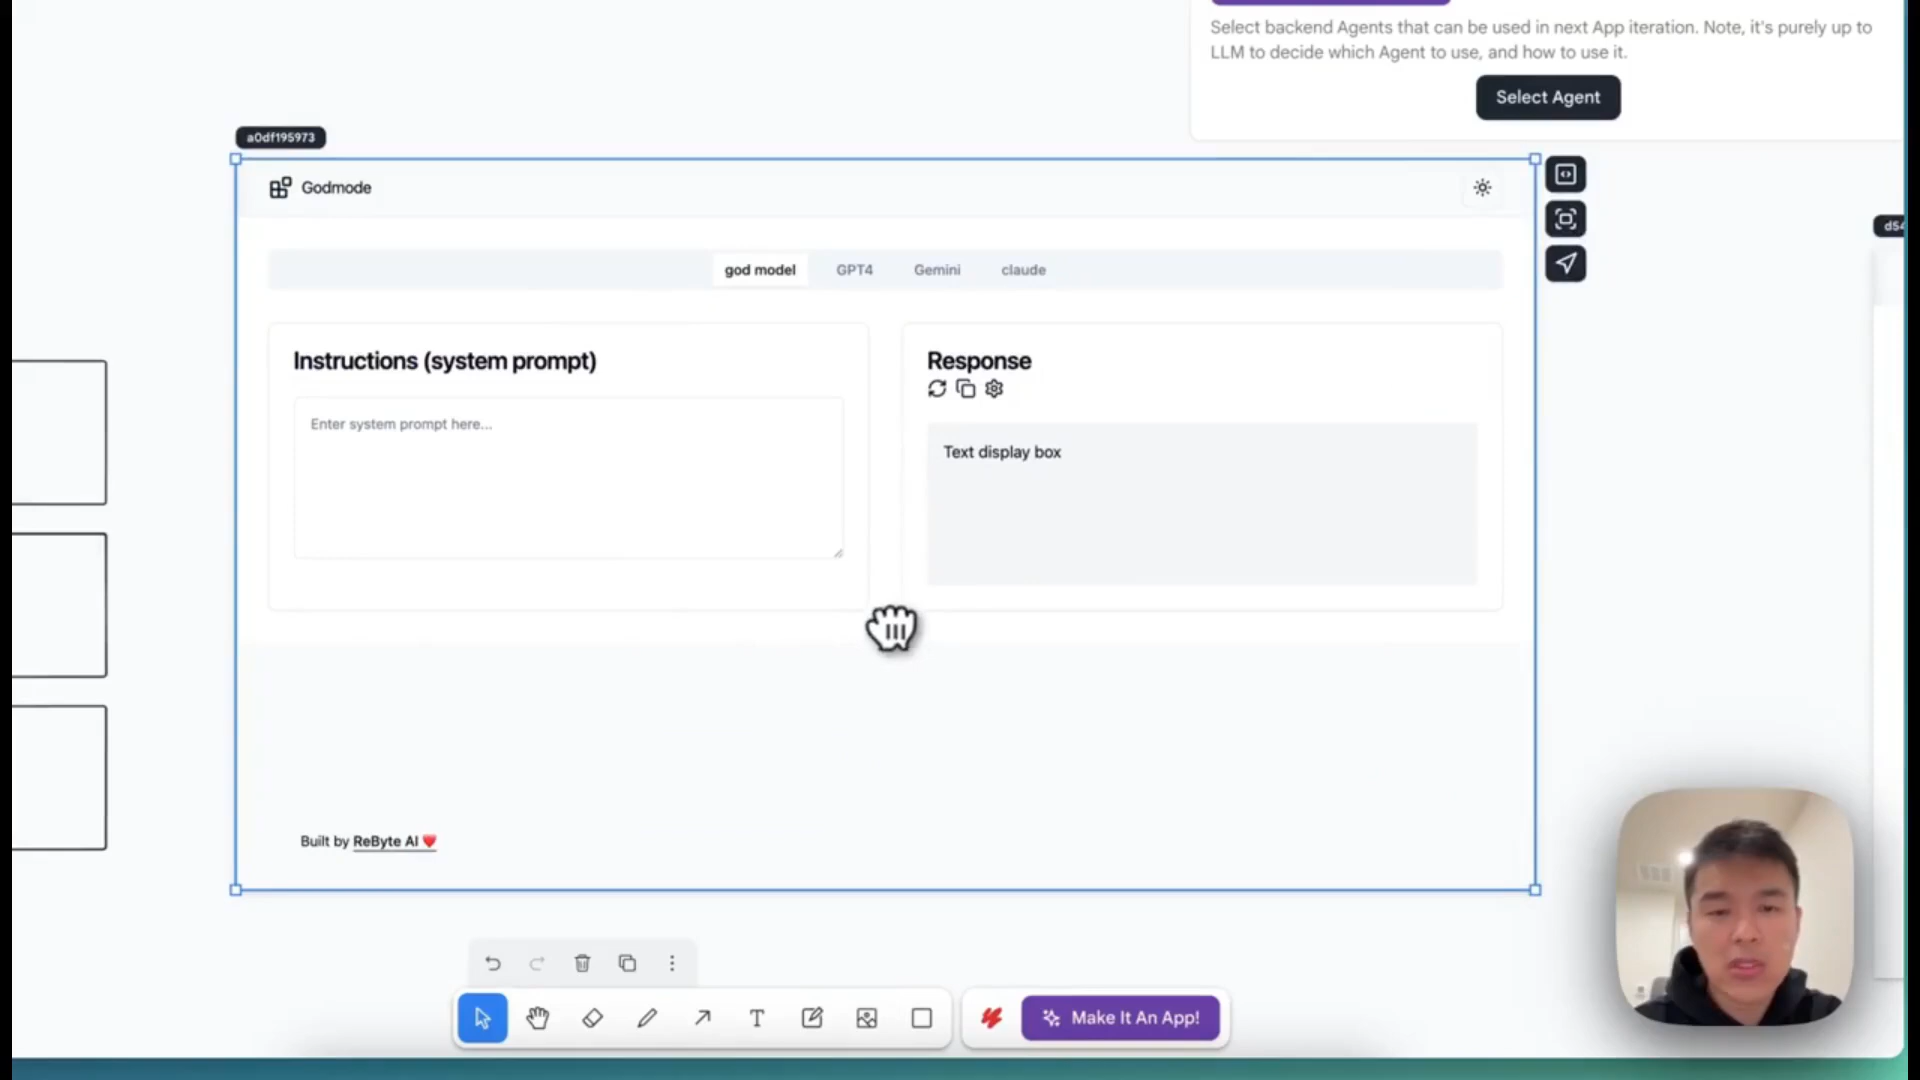 Select backend Agents that can be used in next App iteration. Note, it's purely up to
LLM to decide which Agent to use, and how to use it.
Select Agent
a0df195973
Godmode
d54
god model GPT4 Gemini claude
Instructions (system prompt)
Response
Enter system prompt here...
Text display box
Built by ReByte AI ❤️
T
Make It An App!